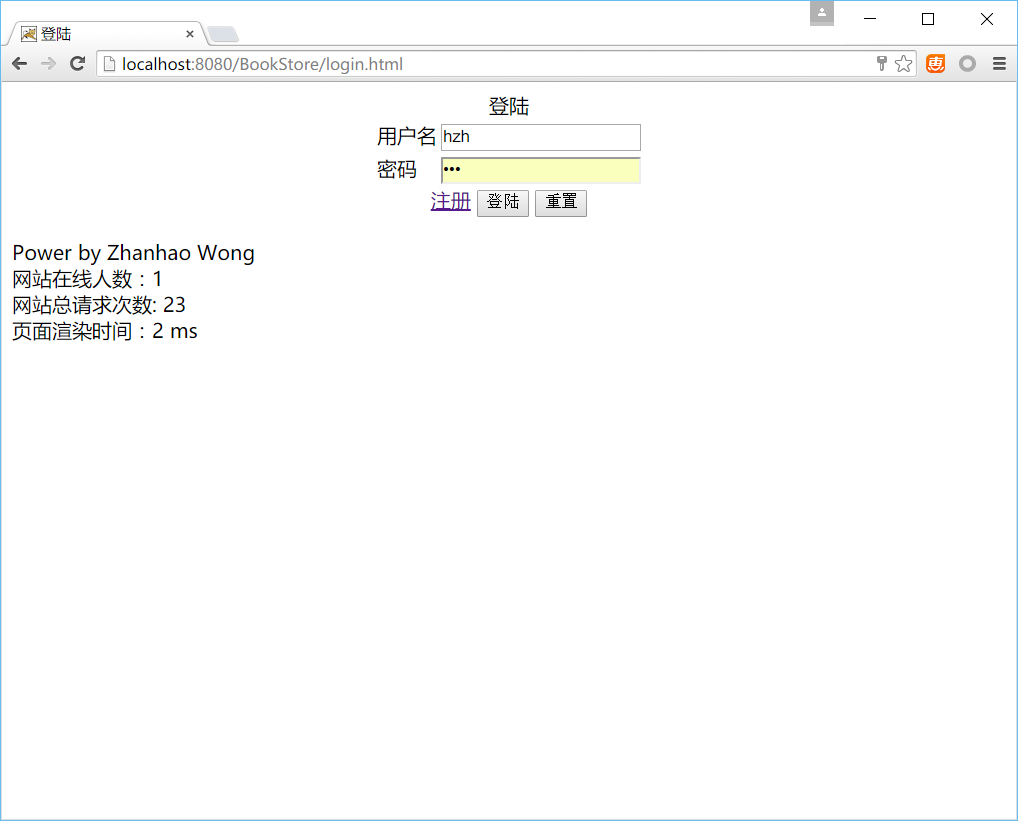 登陆
localhost:8080/BookStore/login.html
惠
登陆
用户名 hzh
密码 •••
注册 登陆 重置
Power by Zhanhao Wong
网站在线人数：1
网站总请求次数: 23
页面渲染时间：2 ms